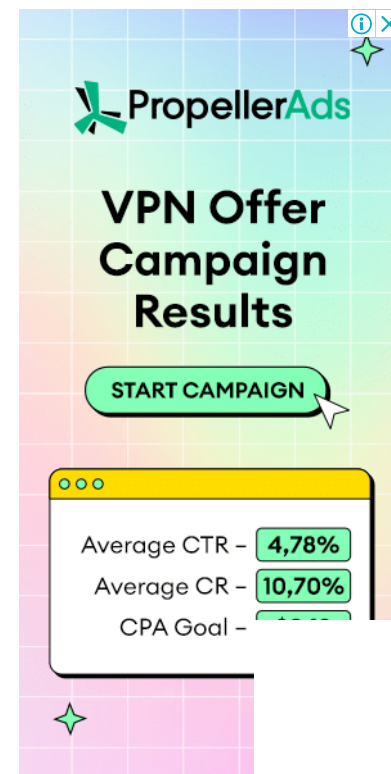 PropellerAds
VPN Offer
Campaign
Results
START CAMPAIGN
Average CTR – 4,78%
Average CR – 10,70%
CPA Goal –